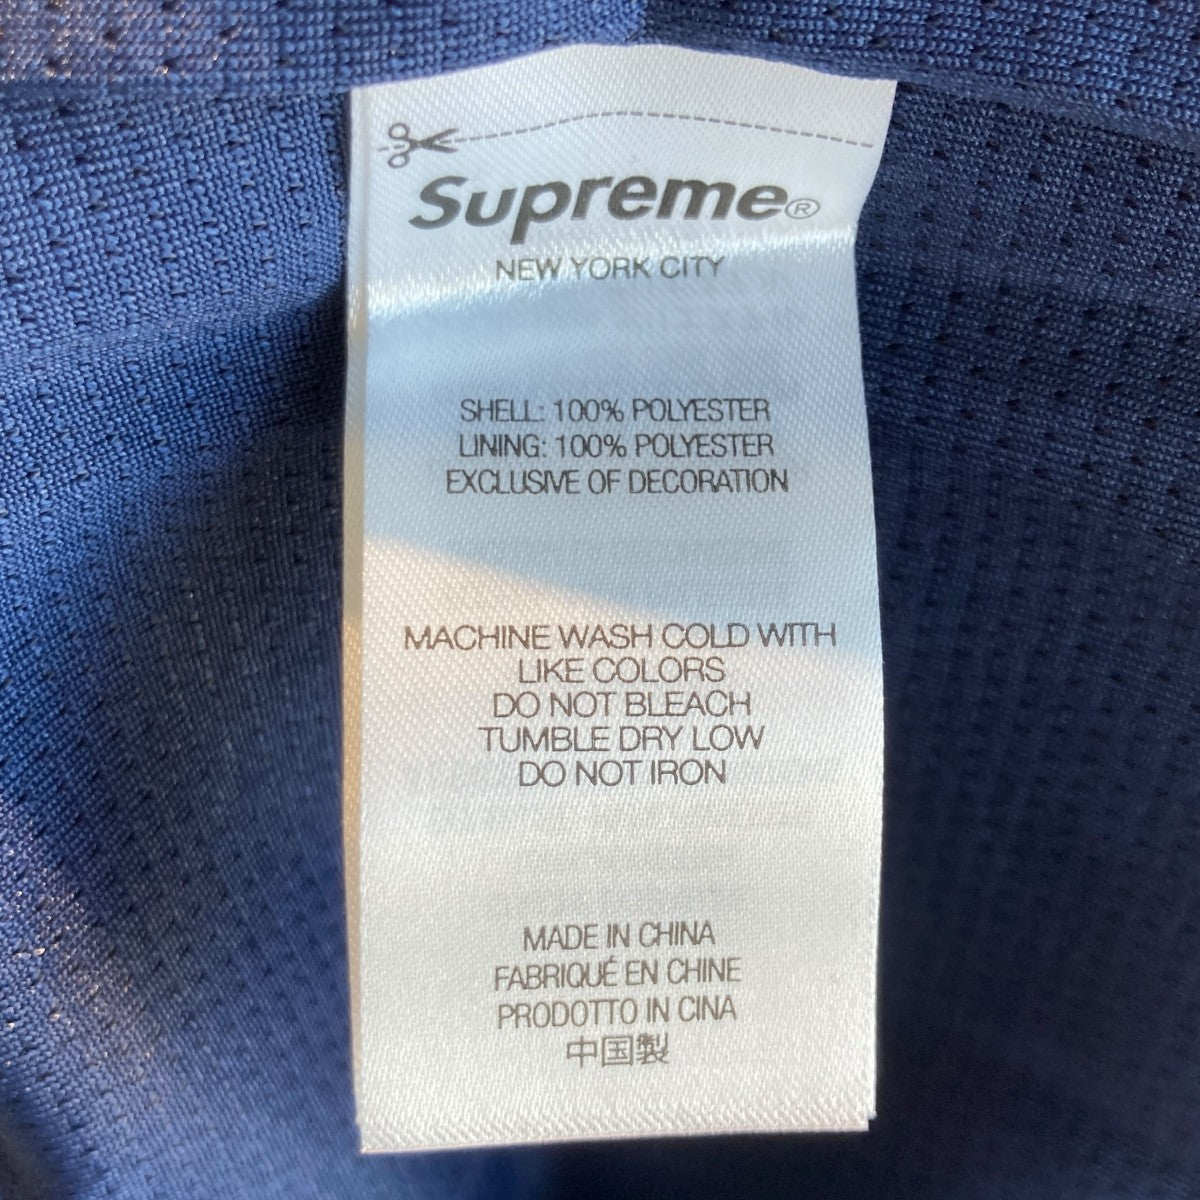 Supreme®
NEW YORK CITY
SHELL: 100% POLYESTER
LINING: 100% POLYESTER
EXCLUSIVE OF DECORATION
MACHINE WASH COLD WITH
LIKE COLORS
DO NOT BLEACH
TUMBLE DRY LOW
DO NOT IRON
MADE IN CHINA
FABRIQUÉ EN CHINE
PRODOTTO IN CINA
中国製